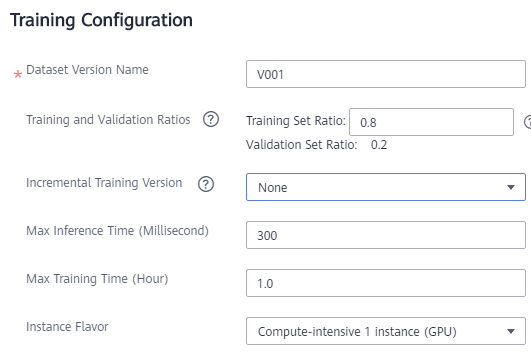 Training Configuration
* Dataset Version Name V001
Training and Validation Ratios ? Training Set Ratio: 0.8 ?
Validation Set Ratio: 0.2
Incremental Training Version ? None
Max Inference Time (Millisecond) 300
Max Training Time (Hour) 1.0
Instance Flavor Compute-intensive 1 instance (GPU)